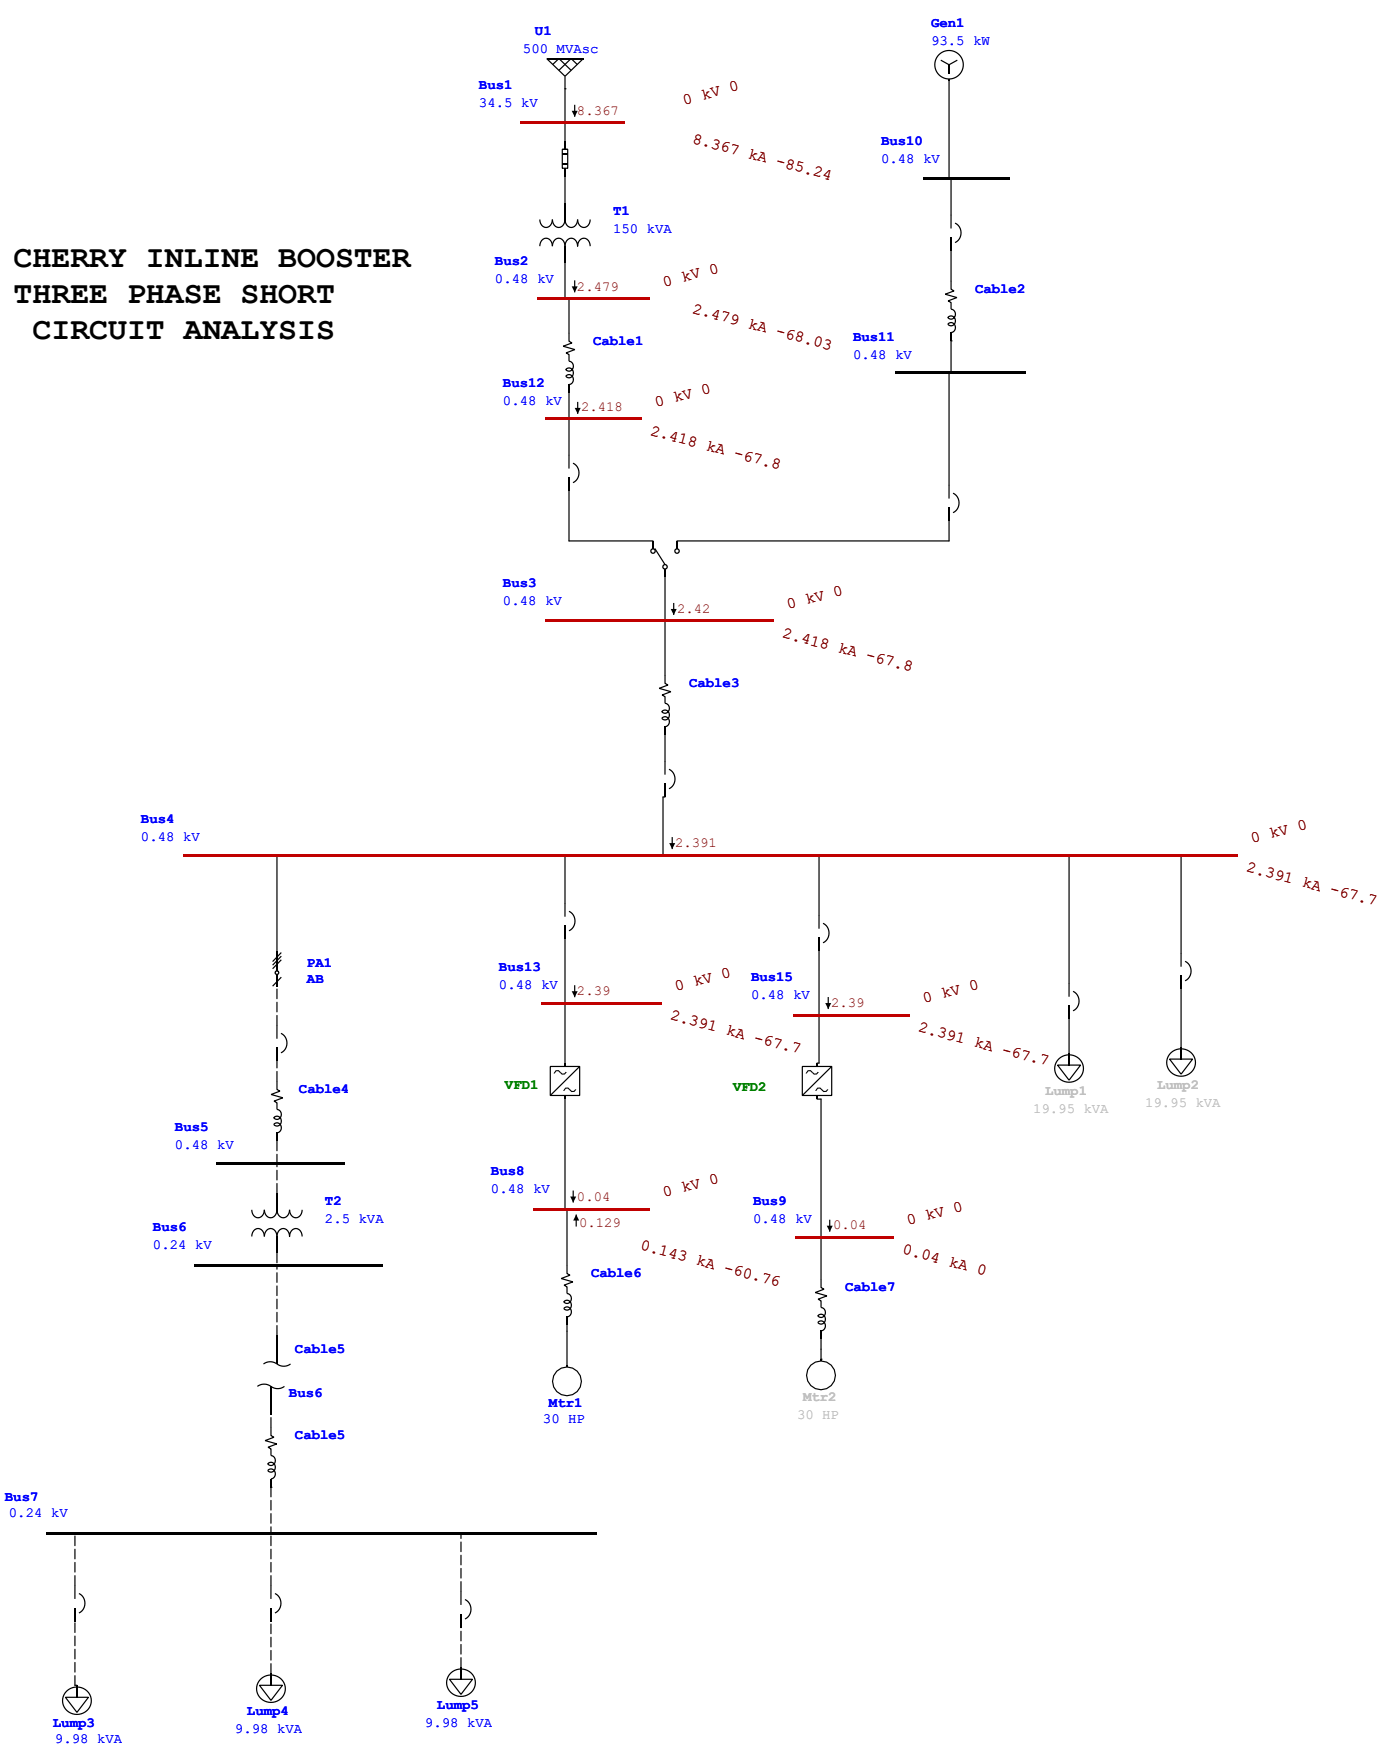 U1
500 MVAsc
Gen1
93.5 kW
Bus1
34.5 kV
8.367
0 kV 0
8.367 kA -85.24
Bus10
0.48 kV
T1
150 kVA
CHERRY INLINE BOOSTER
THREE PHASE SHORT
CIRCUIT ANALYSIS
Bus2
0.48 kV
2.479
0 kV 0
2.479 kA -68.03
Cable2
Cable1
Bus11
0.48 kV
Bus12
0.48 kV
2.418
0 kV 0
2.418 kA -67.8
Bus3
0.48 kV
2.42
0 kV 0
2.418 kA -67.8
Cable3
Bus4
0.48 kV
2.391
0 kV 0
2.391 kA -67.7
PA1
AB
Bus13
0.48 kV
2.39
0 kV 0
2.391 kA -67.7
Bus15
0.48 kV
2.39
0 kV 0
2.391 kA -67.7
Cable4
VFD1
VFD2
Lump1
19.95 kVA
Lump2
19.95 kVA
Bus5
0.48 kV
T2
2.5 kVA
Bus6
0.24 kV
Bus8
0.48 kV
0.04
0.129
0 kV 0
0.143 kA -60.76
Bus9
0.48 kV
0.04
0 kV 0
0.04 kA 0
Cable6
Cable7
Cable5
Bus6
Cable5
Mtr1
30 HP
Mtr2
30 HP
Bus7
0.24 kV
Lump3
9.98 kVA
Lump4
9.98 kVA
Lump5
9.98 kVA